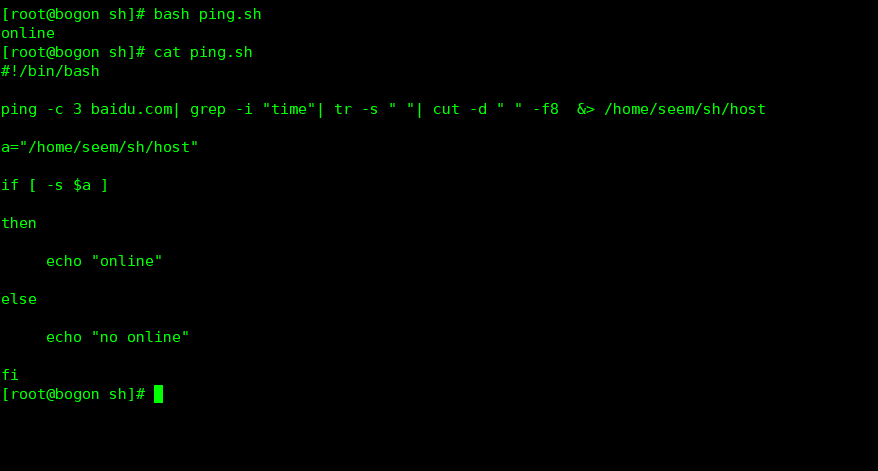 [root@bogon sh]# bash ping.sh
online
[root@bogon sh]# cat ping.sh
#!/bin/bash
ping -c 3 baidu.com| grep -i "time"| tr -s " "| cut -d " " -f8  &> /home/seem/sh/host
a="/home/seem/sh/host"
if [ -s $a ]
then
     echo "online"
else
     echo "no online"
fi
[root@bogon sh]#